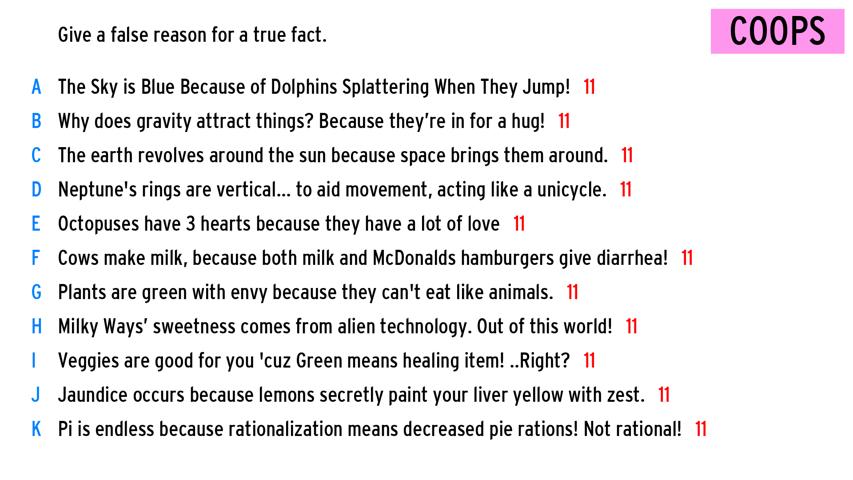 Give a false reason for a true fact.
COOPS
A The Sky is Blue Because of Dolphins Splattering When They Jump! 11
B Why does gravity attract things? Because they're in for a hug! 11
C The earth revolves around the sun because space brings them around. 11
D Neptune's rings are vertical... to aid movement, acting like a unicycle. 11
E Octopuses have 3 hearts because they have a lot of love 11
F Cows make milk, because both milk and McDonalds hamburgers give diarrhea! 11
G Plants are green with envy because they can't eat like animals. 11
H Milky Ways' sweetness comes from alien technology. Out of this world! 11
I Veggies are good for you 'cuz Green means healing item! ..Right? 11
J Jaundice occurs because lemons secretly paint your liver yellow with zest. 11
K Pi is endless because rationalization means decreased pie rations! Not rational! 11